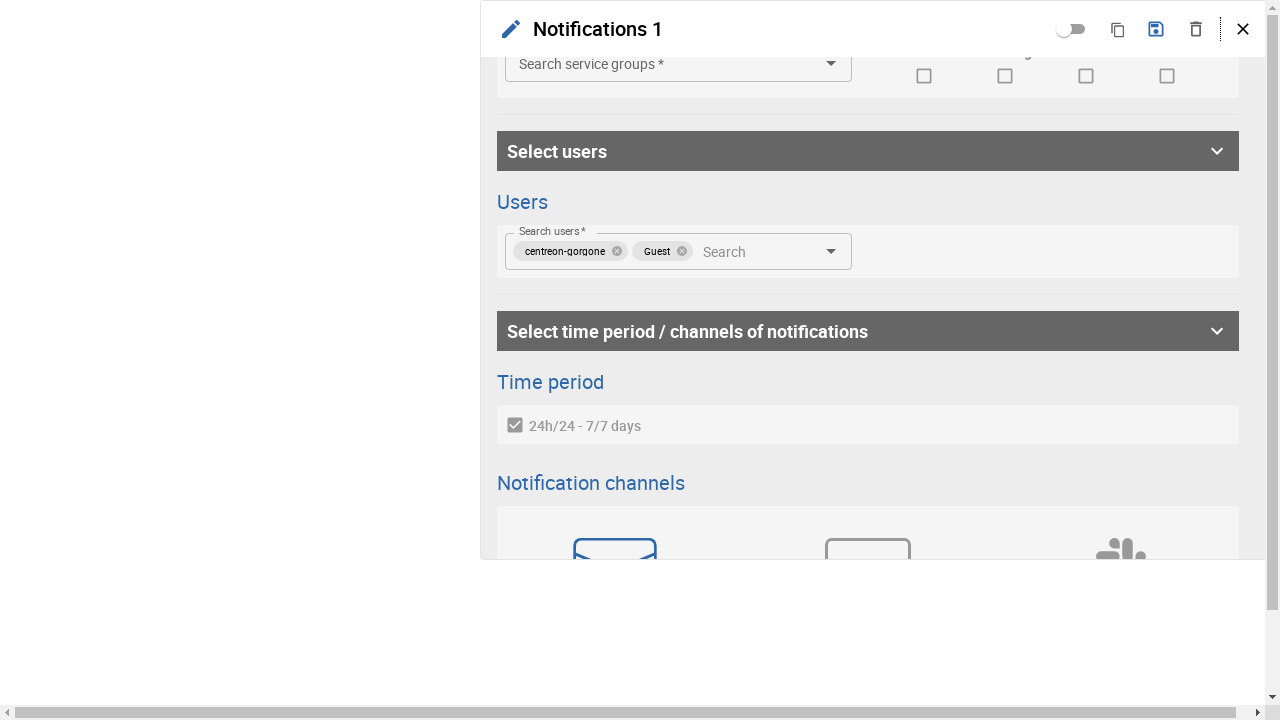 Notifications 1
Search service groups *
Select users
Users
Search users *
centreon-gorgone
Guest
Search
Select time period / channels of notifications
Time period
24h/24 - 7/7 days
Notification channels